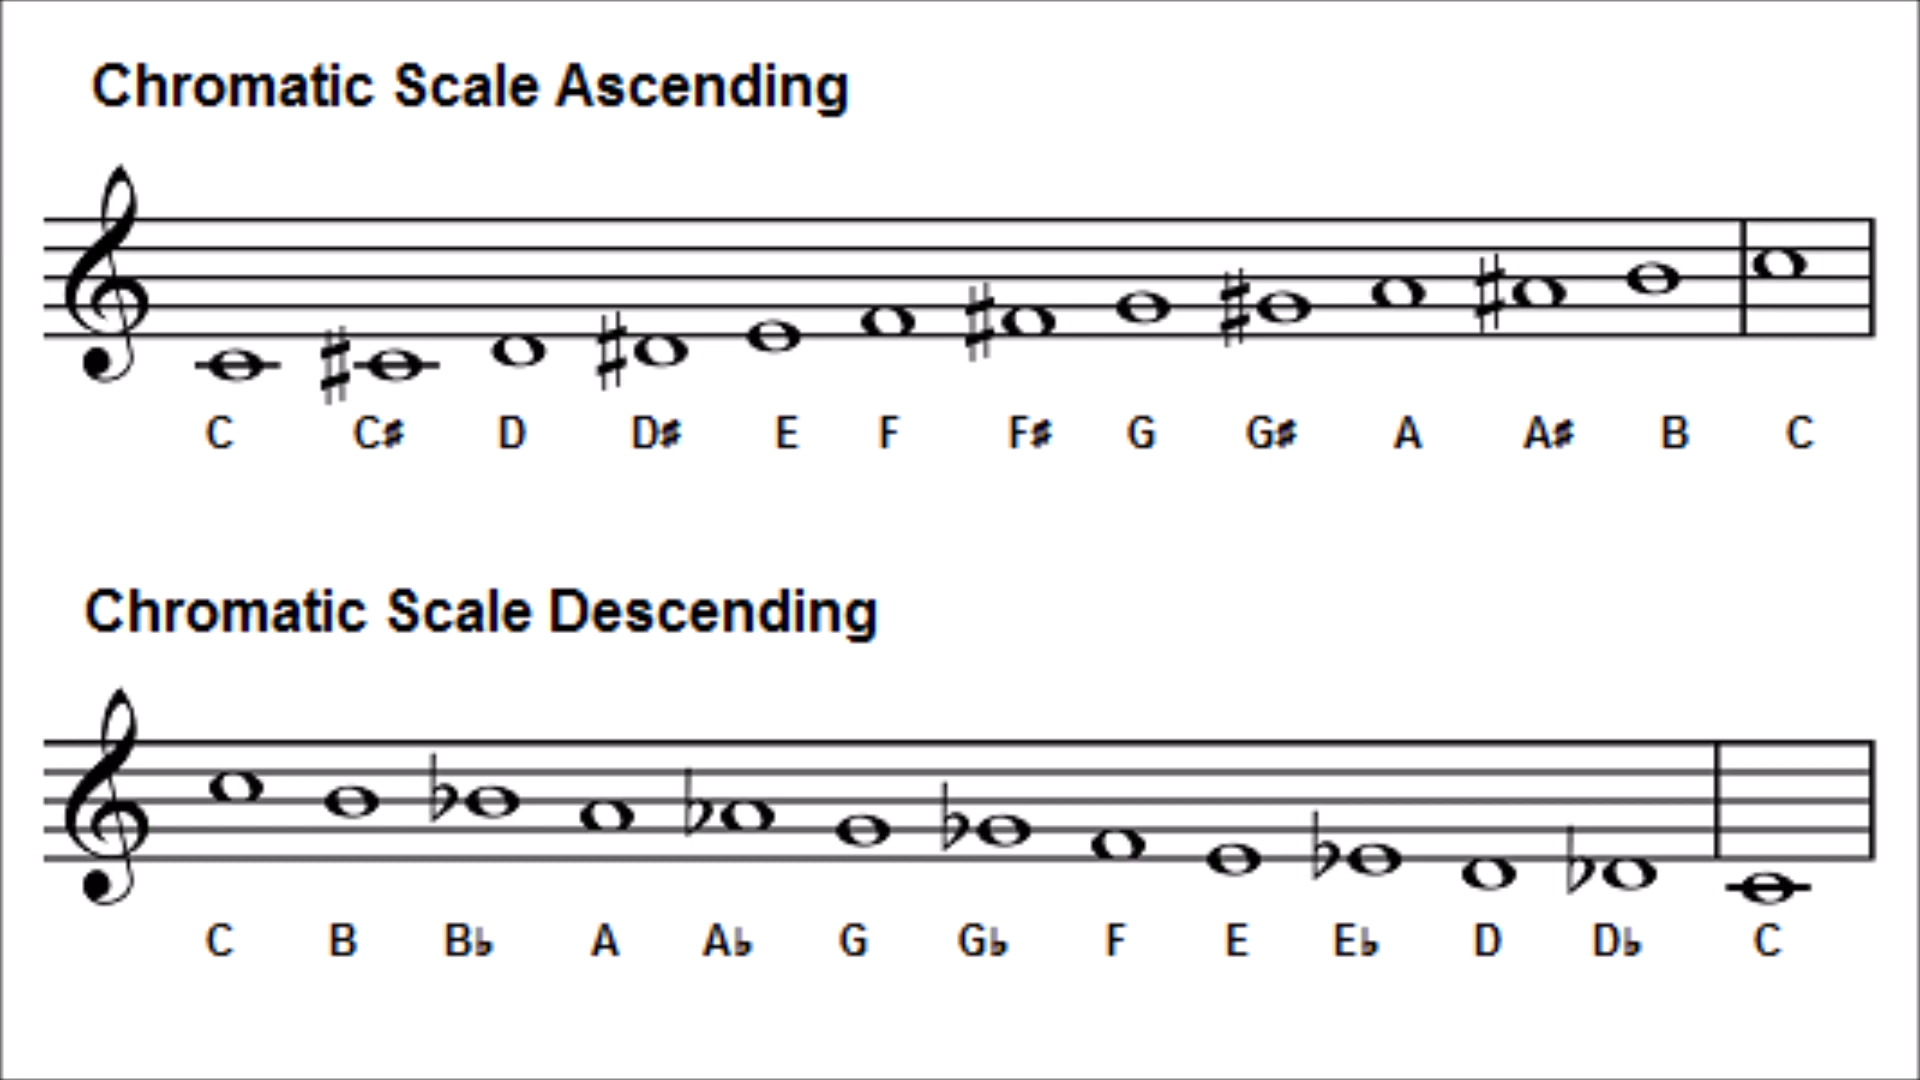 Chromatic Scale Ascending
C C♯ D D♯ E F F♯ G G♯ A A♯ B C
Chromatic Scale Descending
C B B♭ A A♭ G G♭ F E E♭ D D♭ C